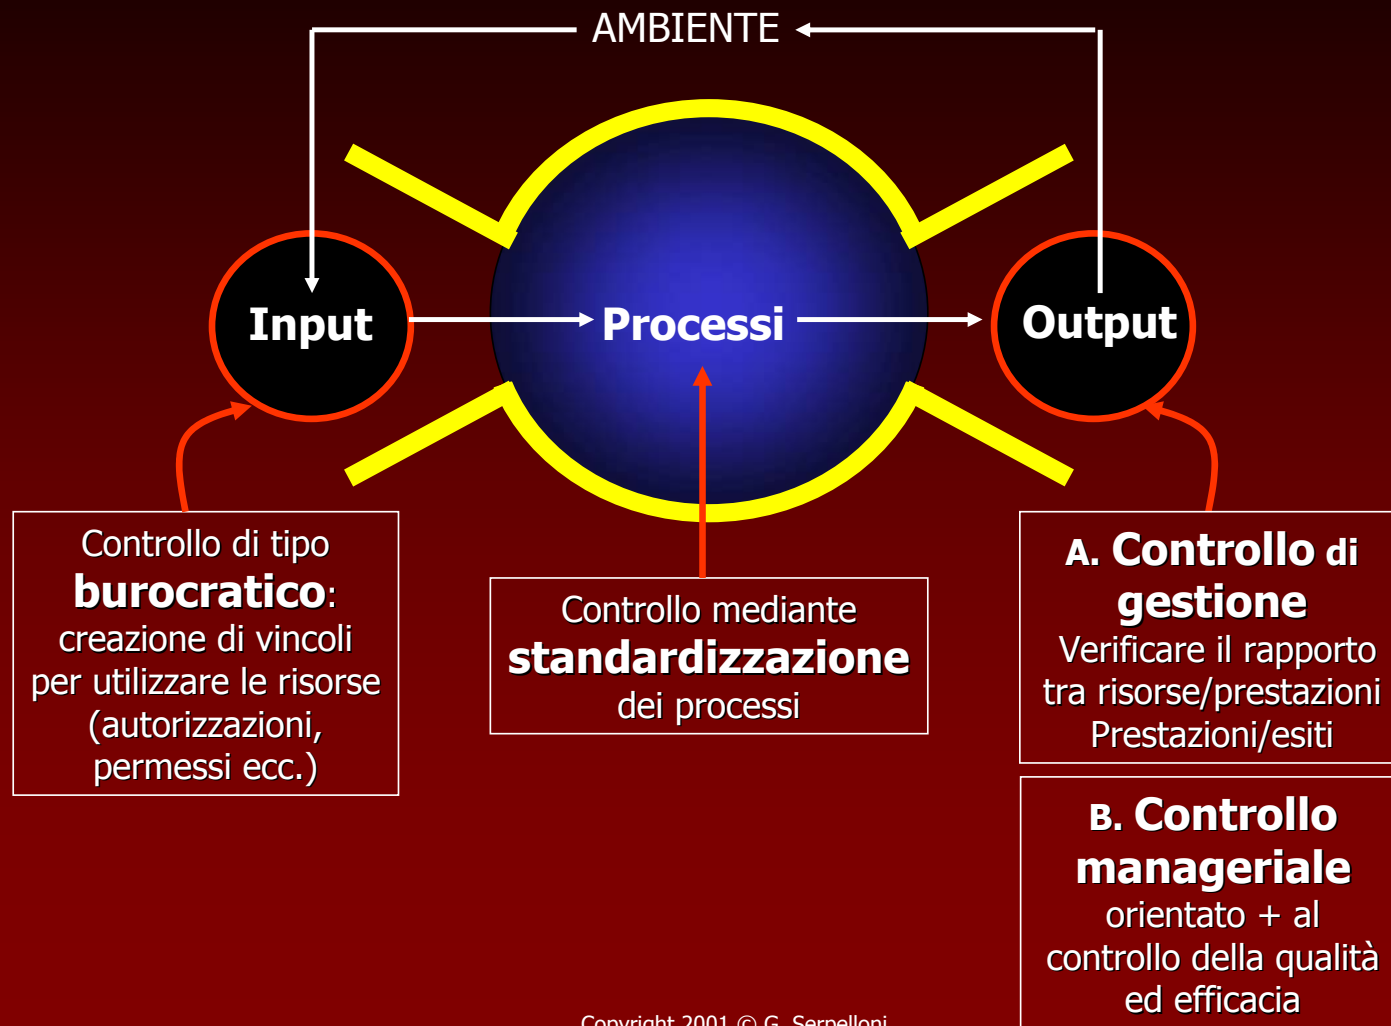 AMBIENTE
Input
Processi
Output
Controllo di tipo
burocratico:
creazione di vincoli
per utilizzare le risorse
(autorizzazioni,
permessi ecc.)
Controllo mediante
standardizzazione
dei processi
A. Controllo di
gestione
Verificare il rapporto
tra risorse/prestazioni
Prestazioni/esiti
B. Controllo
manageriale
orientato + al
controllo della qualità
ed efficacia
Copyright 2001 © G. Serpelloni